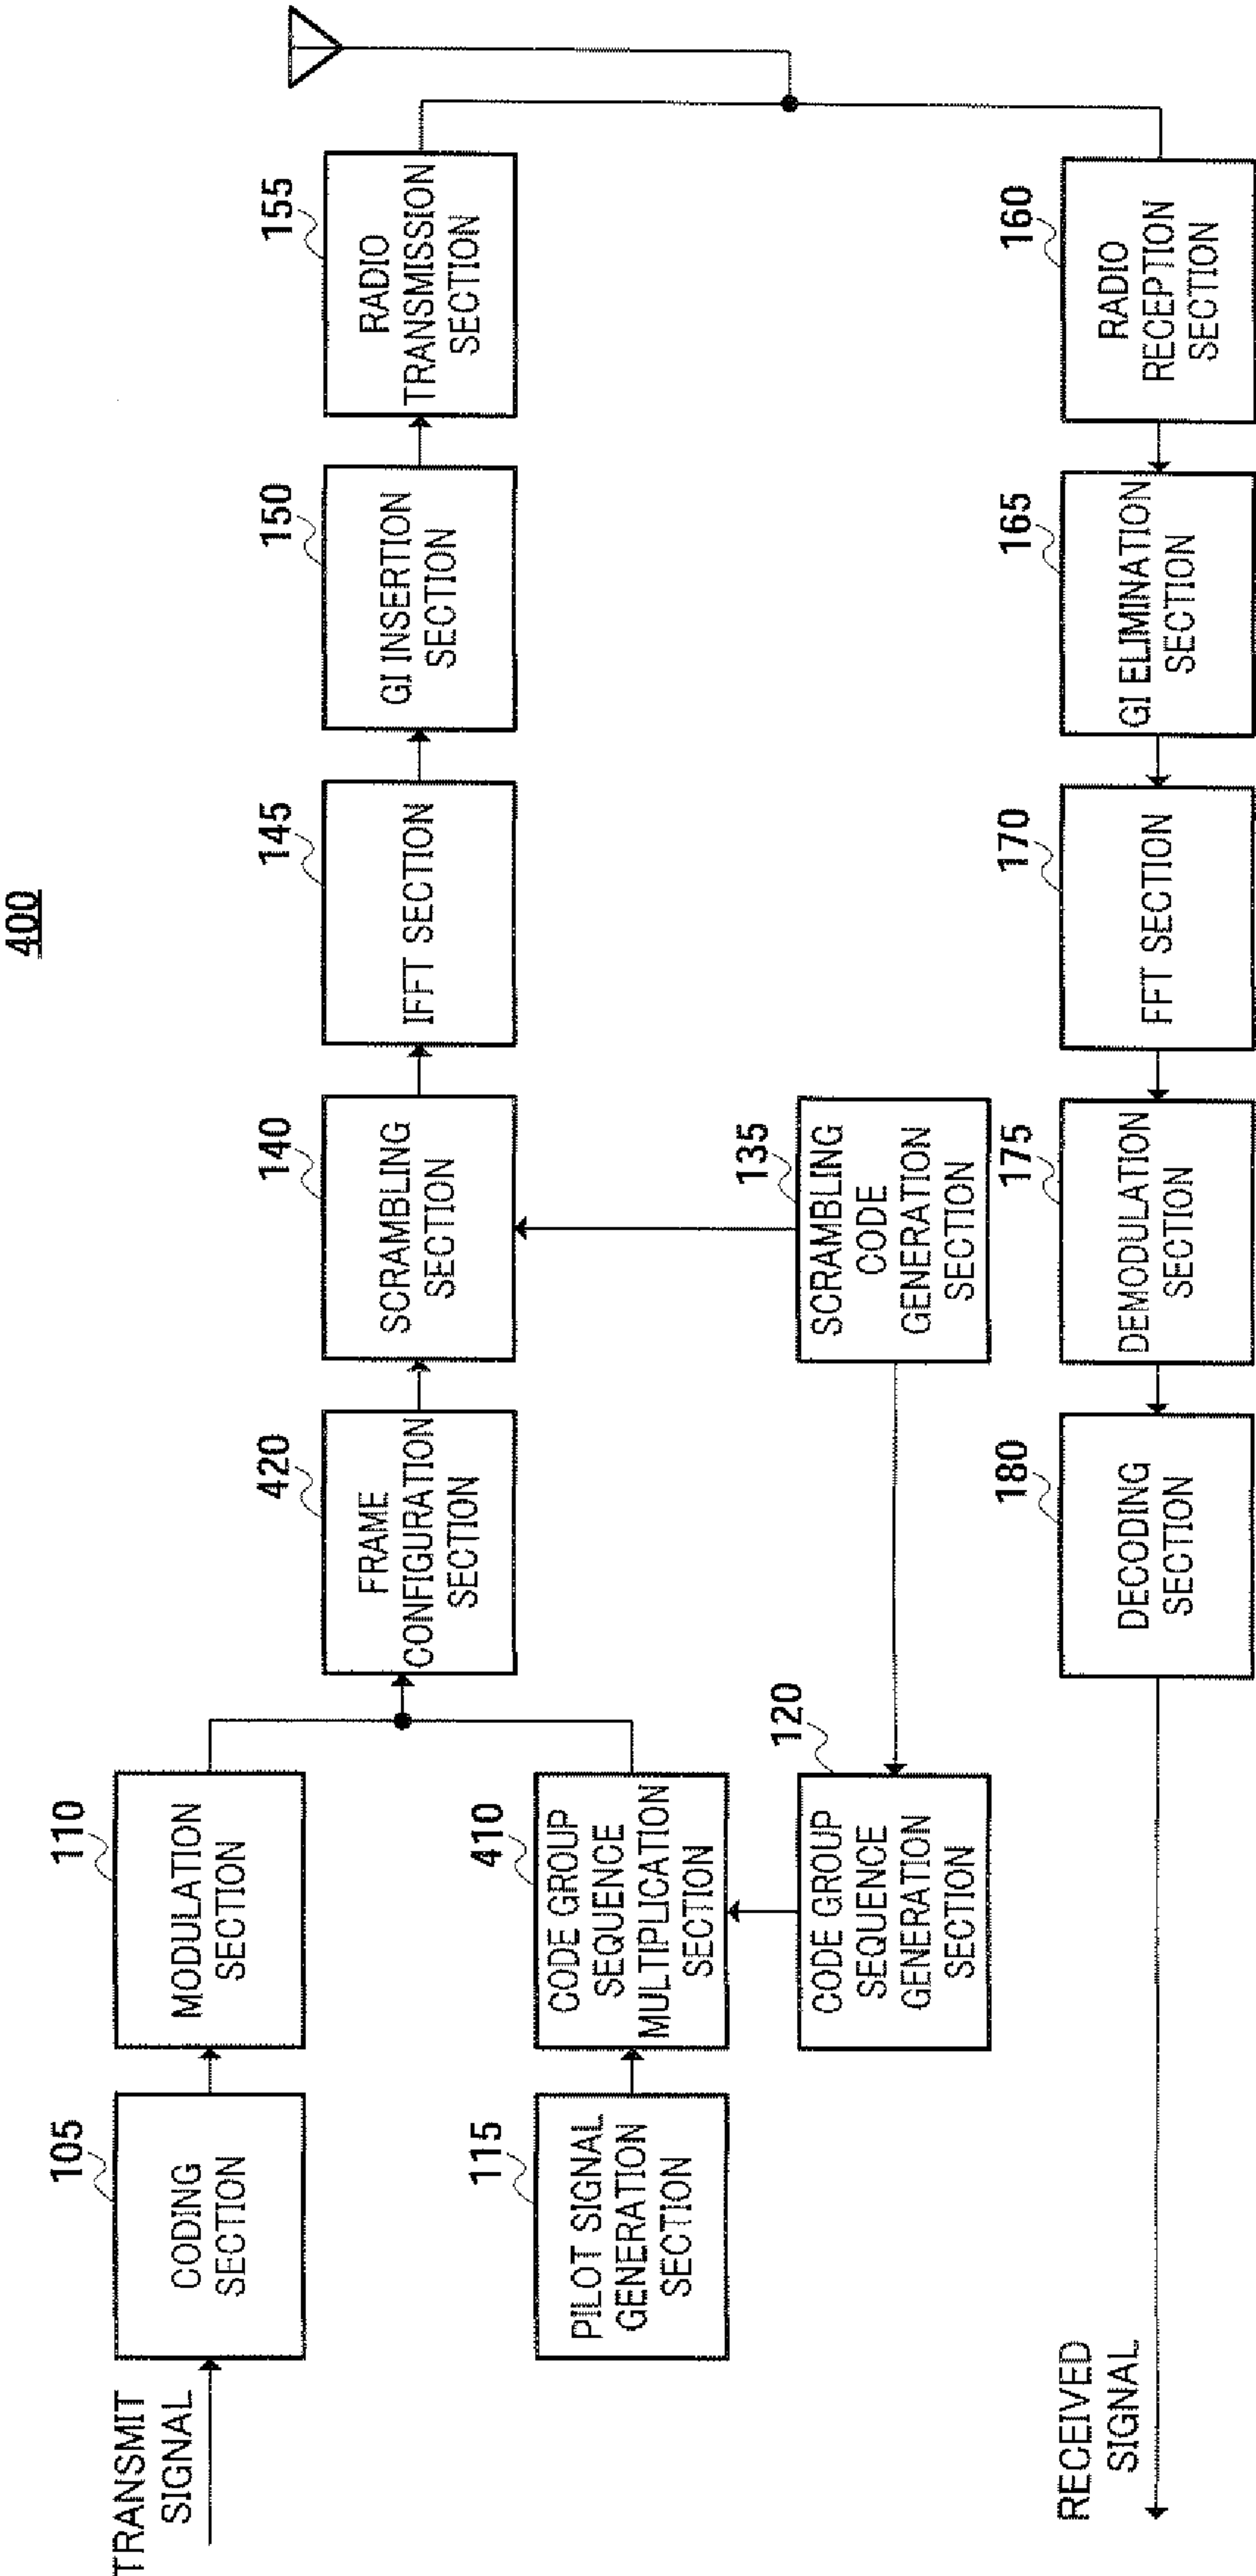 400
TRANSMIT
SIGNAL
105
CODING
SECTION
110
MODULATION
SECTION
115
PILOT SIGNAL
GENERATION
SECTION
410
CODE GROUP
SEQUENCE
MULTIPLICATION
SECTION
120
CODE GROUP
SEQUENCE
GENERATION
SECTION
420
FRAME
CONFIGURATION
SECTION
140
SCRAMBLING
SECTION
135
SCRAMBLING
CODE
GENERATION
SECTION
145
IFFT SECTION
150
GI INSERTION
SECTION
155
RADIO
TRANSMISSION
SECTION
160
RADIO
RECEPTION
SECTION
165
GI ELIMINATION
SECTION
170
FFT SECTION
175
DEMODULATION
SECTION
180
DECODING
SECTION
RECEIVED
SIGNAL